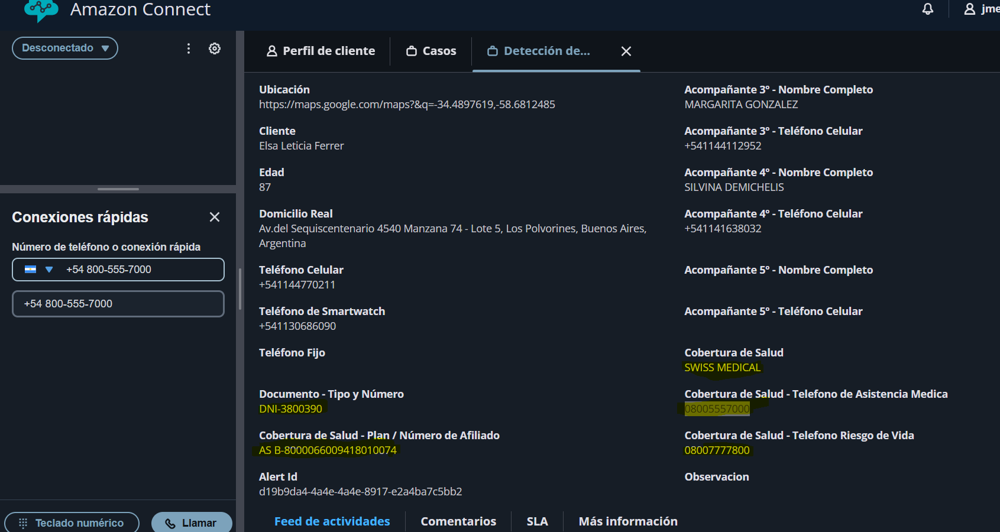 Amazon Connect
jme
Desconectado
Perfil de cliente
Casos
Detección de...
Conexiones rápidas
Número de teléfono o conexión rápida
+54 800-555-7000
+54 800-555-7000
Teclado numérico
Llamar
Ubicación
https://maps.google.com/maps?&q=-34.4897619,-58.6812485
Cliente
Elsa Leticia Ferrer
Edad
87
Domicilio Real
Av.del Sequiscentenario 4540 Manzana 74 - Lote 5, Los Polvorines, Buenos Aires,
Argentina
Teléfono Celular
+541144770211
Teléfono de Smartwatch
+541130686090
Teléfono Fijo
Documento - Tipo y Número
DNI-3800390
Cobertura de Salud - Plan / Número de Afiliado
AS B-8000066009418010074
Alert Id
d19b9da4-4a4e-4a4e-8917-e2a4ba7c5bb2
Acompañante 3º - Nombre Completo
MARGARITA GONZALEZ
Acompañante 3º - Teléfono Celular
+541144112952
Acompañante 4º - Nombre Completo
SILVINA DEMICHELIS
Acompañante 4º - Teléfono Celular
+541141638032
Acompañante 5º - Nombre Completo
Acompañante 5º - Teléfono Celular
Cobertura de Salud
SWISS MEDICAL
Cobertura de Salud - Telefono de Asistencia Medica
08005557000
Cobertura de Salud - Telefono Riesgo de Vida
08007777800
Observacion
Feed de actividades
Comentarios
SLA
Más información